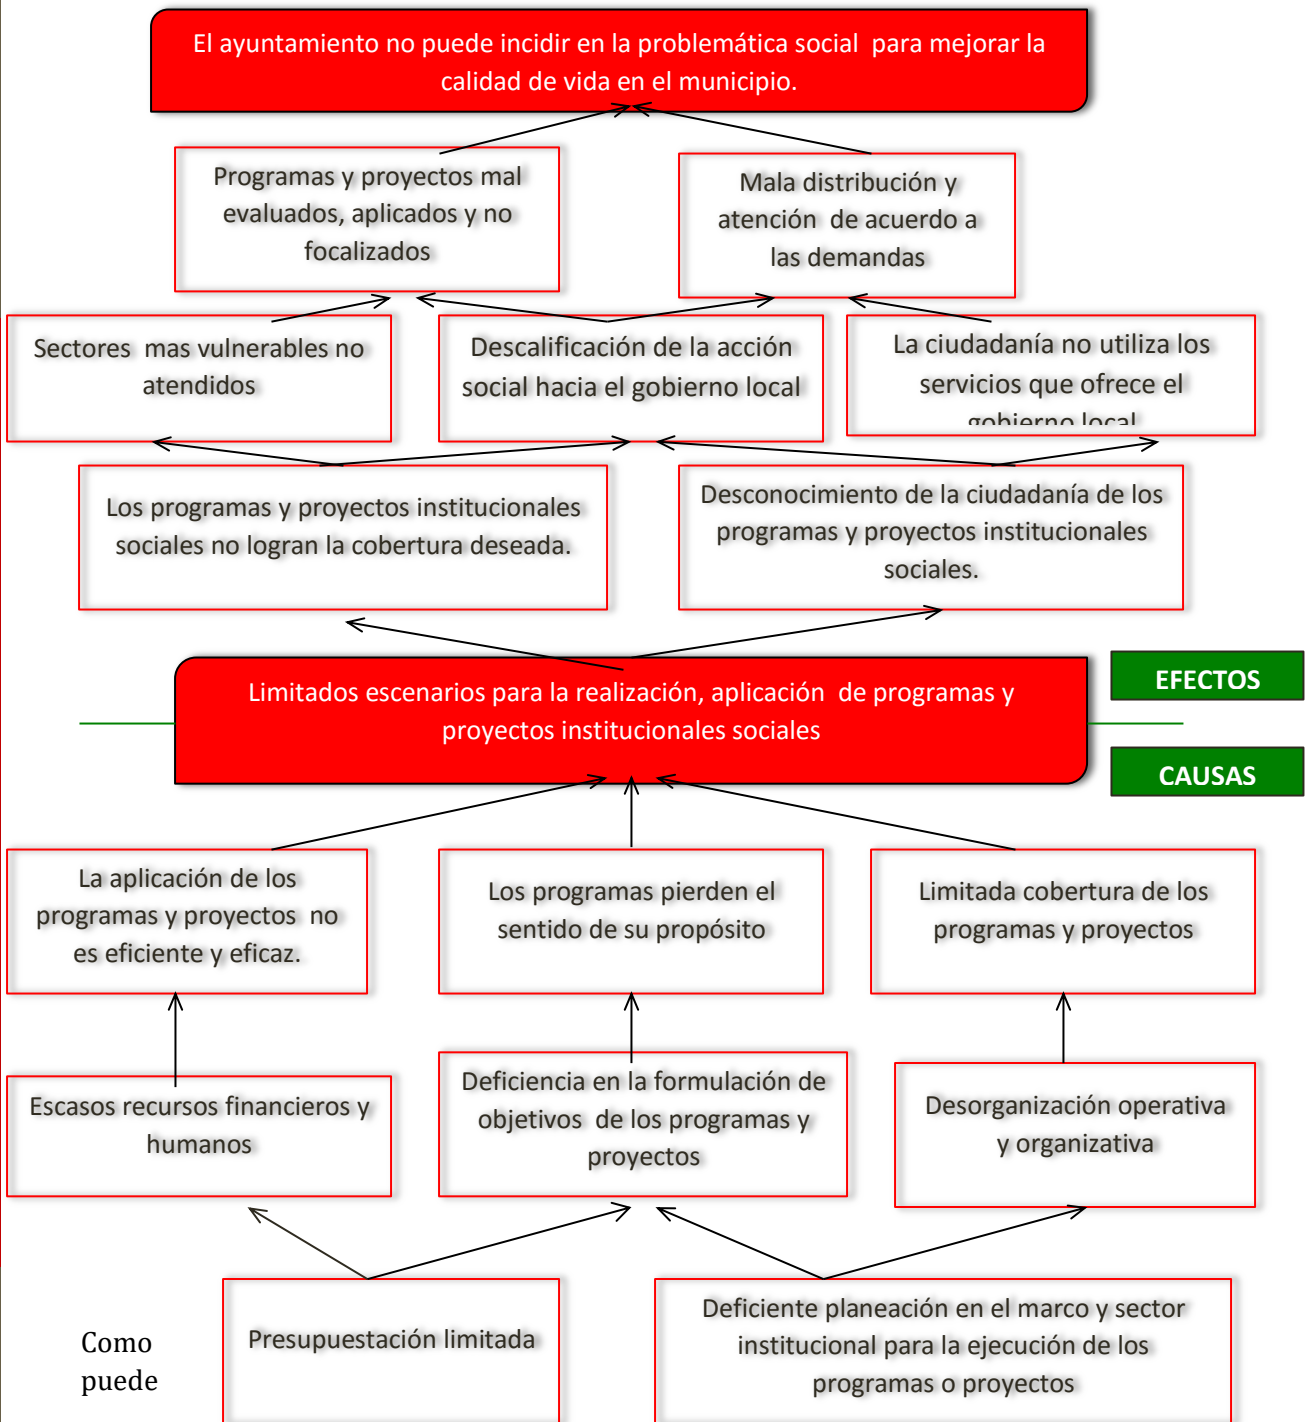 El ayuntamiento no puede incidir en la problemática social para mejorar la
calidad de vida en el municipio.
Programas y proyectos mal
evaluados, aplicados y no
focalizados
Mala distribución y
atención de acuerdo a
las demandas
Sectores mas vulnerables no
atendidos
Descalificación de la acción
social hacia el gobierno local
La ciudadanía no utiliza los
servicios que ofrece el
gobierno local
Los programas y proyectos institucionales
sociales no logran la cobertura deseada.
Desconocimiento de la ciudadanía de los
programas y proyectos institucionales
sociales.
Limitados escenarios para la realización, aplicación de programas y
proyectos institucionales sociales
EFECTOS
CAUSAS
La aplicación de los
programas y proyectos no
es eficiente y eficaz.
Los programas pierden el
sentido de su propósito
Limitada cobertura de los
programas y proyectos
Escasos recursos financieros y
humanos
Deficiencia en la formulación de
objetivos de los programas y
proyectos
Desorganización operativa
y organizativa
Presupuestación limitada
Deficiente planeación en el marco y sector
institucional para la ejecución de los
programas o proyectos
Como
puede